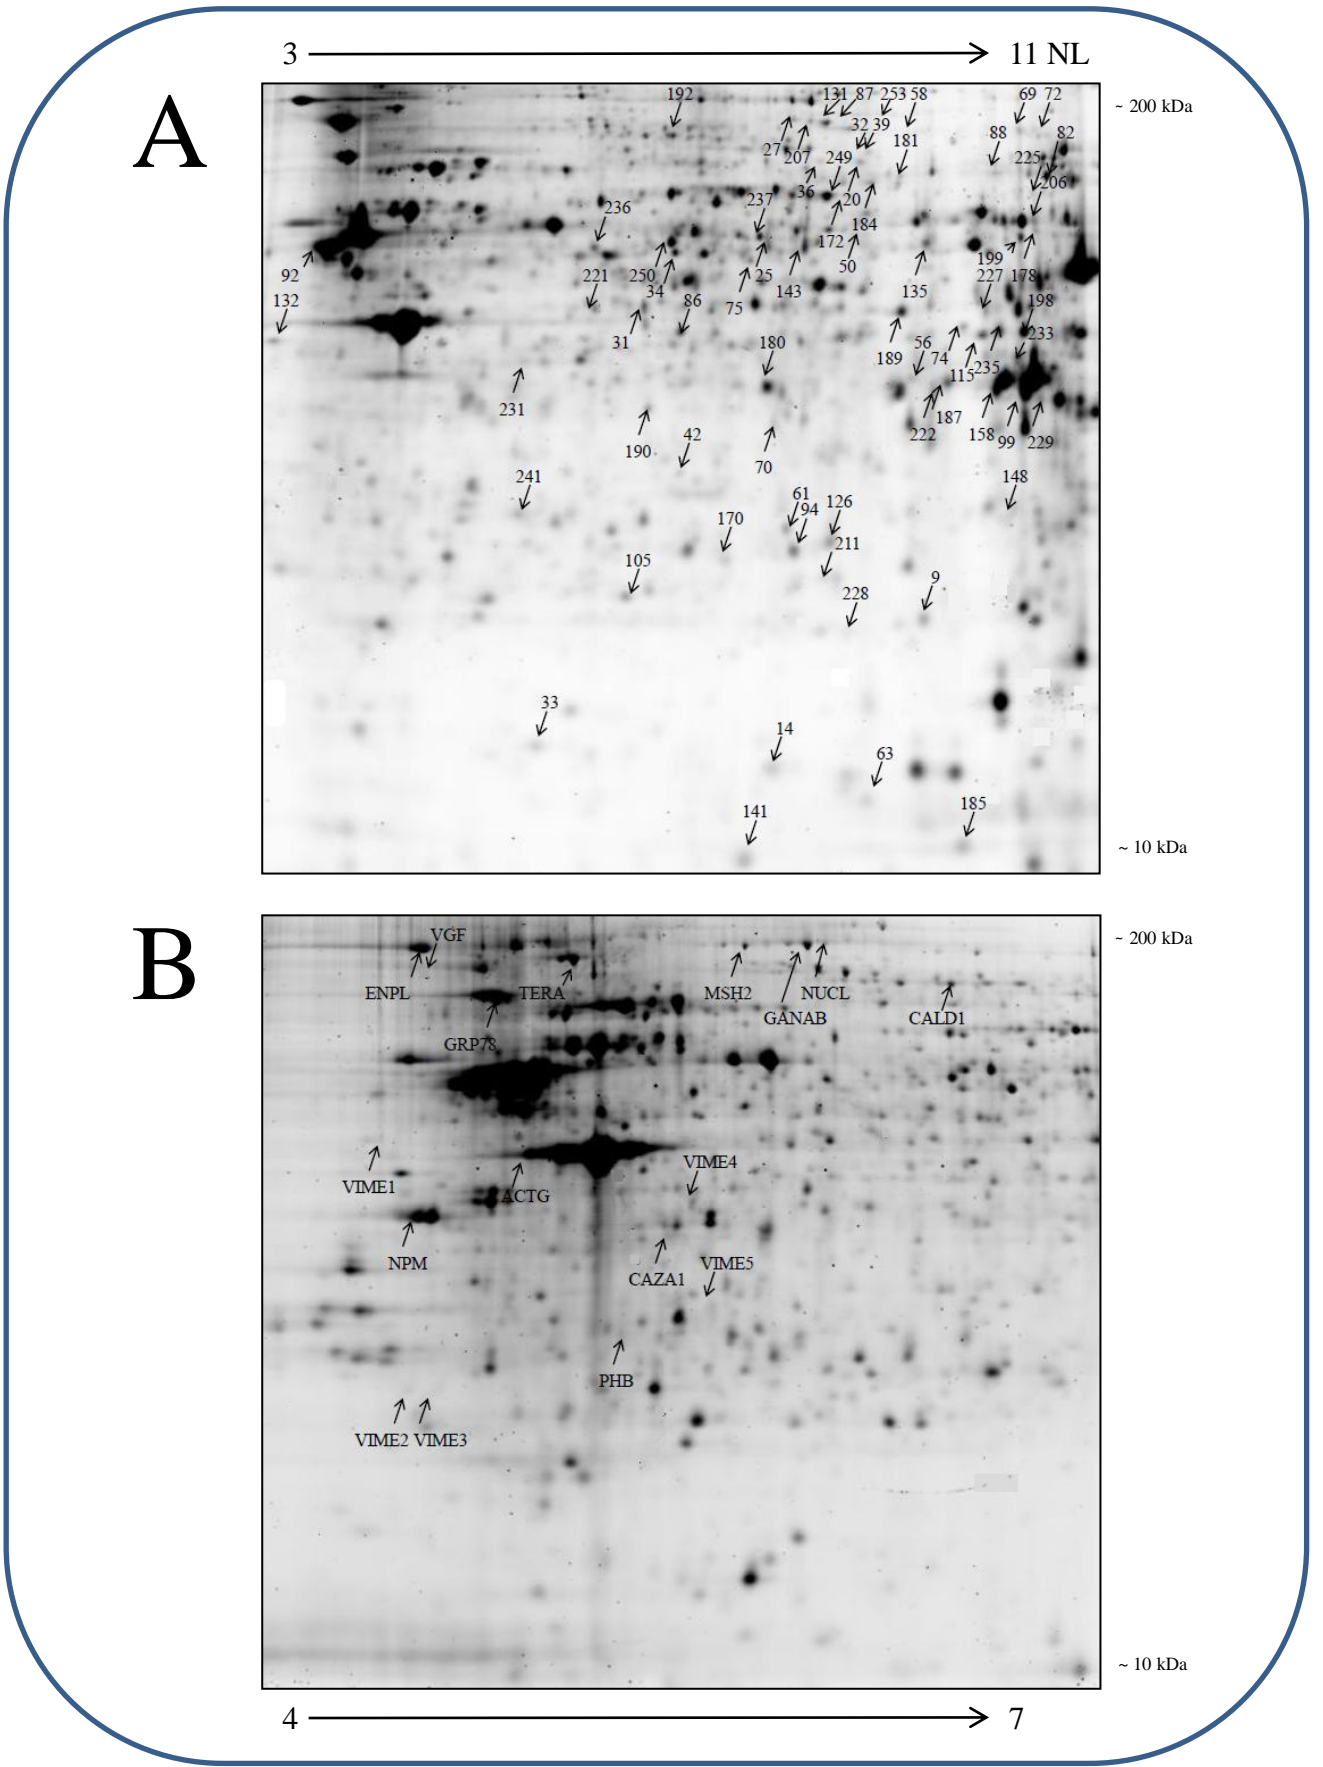 3 11 NL
A
~ 200 kDa
192 131 87 253 58 69 72
32 39 181 88 82
27 207 249 225
36 20 206
236 237 184
172 199
92 221 250 25 50 227 178
34 143 135
132 86 75 198
31 180 189 56 74 233
115 235
231 187
190 42 222 158 99 229
70
241 148
61 94 126
170 211
105 9
228
33
14
63
141 185
~ 10 kDa
B
~ 200 kDa
VGF
ENPL TERA MSH2 NUCL
GANAB CALD1
GRP78
VIME4
VIME1 ACTG
NPM VIME5
CAZA1
PHB
VIME2 VIME3
~ 10 kDa
4 7